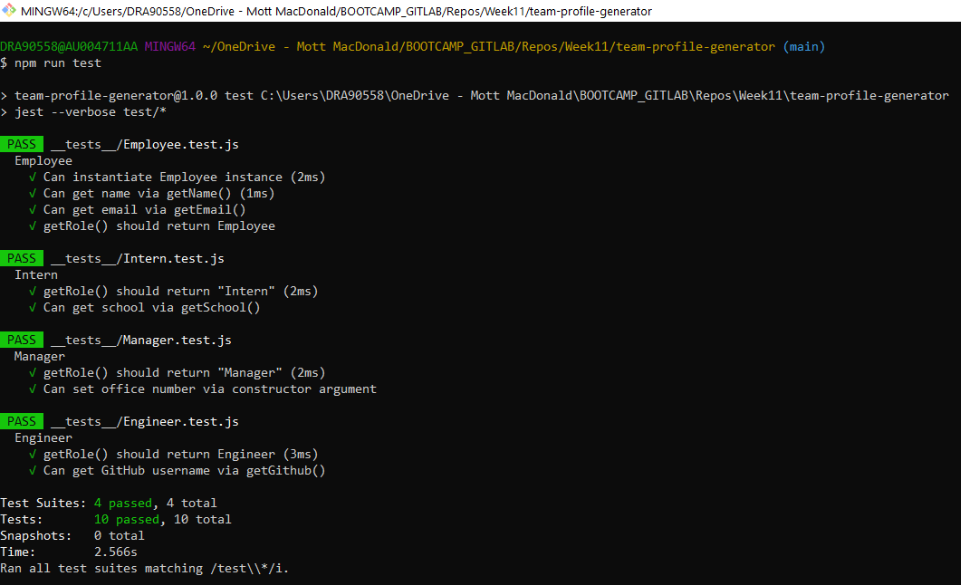 MINGW64:/c/Users/DRA90558/OneDrive - Mott MacDonald/BOOTCAMP_GITLAB/Repos/Week11/team-profile-generator
DRA90558@AU004711AA MINGW64 ~/OneDrive - Mott MacDonald/BOOTCAMP_GITLAB/Repos/Week11/team-profile-generator (main)
$ npm run test
> team-profile-generator@1.0.0 test C:\Users\DRA90558\OneDrive - Mott MacDonald\BOOTCAMP_GITLAB\Repos\Week11\team-profile-generator
> jest --verbose test/*
PASS __tests__/Employee.test.js
Employee
√ Can instantiate Employee instance (2ms)
√ Can get name via getName() (1ms)
√ Can get email via getEmail()
√ getRole() should return Employee
PASS __tests__/Intern.test.js
Intern
√ getRole() should return "Intern" (2ms)
√ Can get school via getSchool()
PASS __tests__/Manager.test.js
Manager
√ getRole() should return "Manager" (2ms)
√ Can set office number via constructor argument
PASS __tests__/Engineer.test.js
Engineer
√ getRole() should return Engineer (3ms)
√ Can get GitHub username via getGithub()
Test Suites: 4 passed, 4 total
Tests: 10 passed, 10 total
Snapshots: 0 total
Time: 2.566s
Ran all test suites matching /test\\*/i.